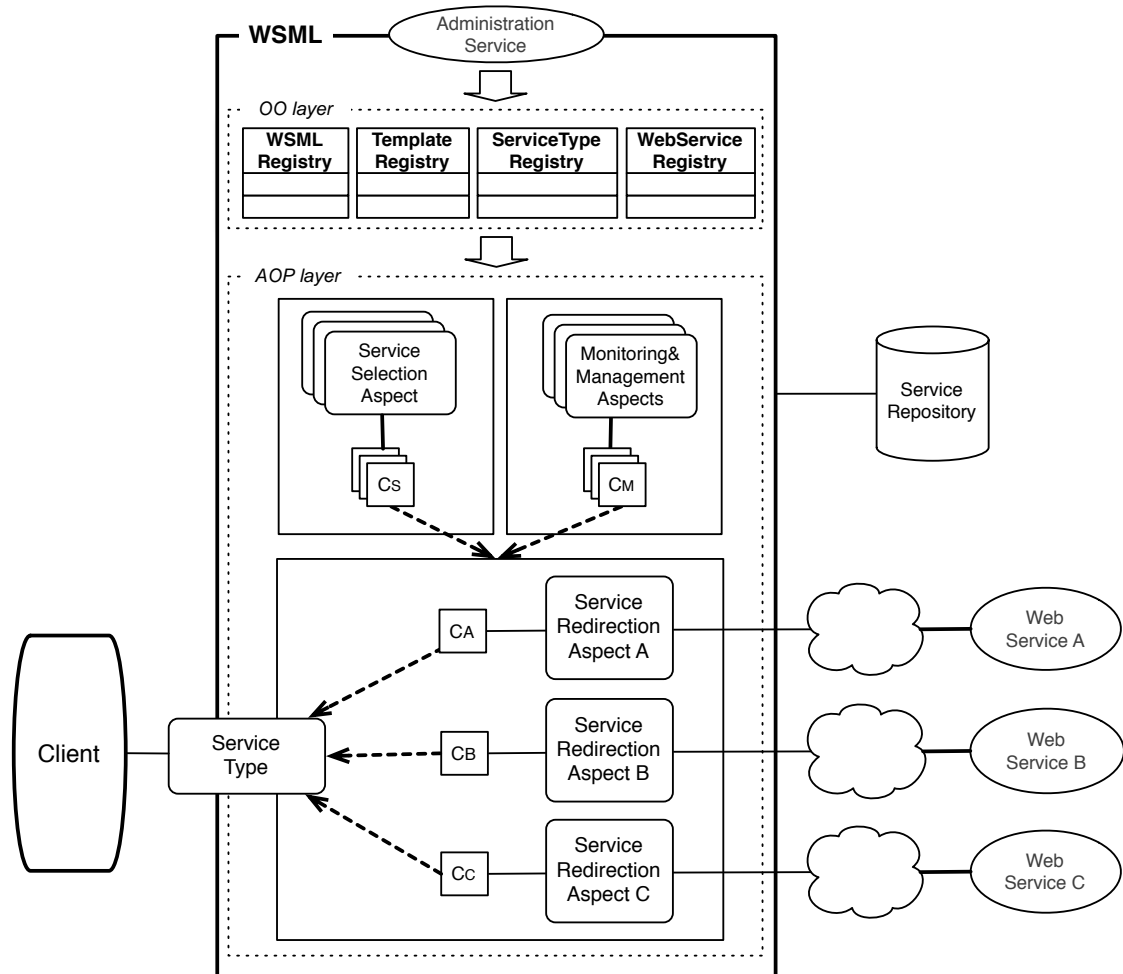 WSML
Administration
Service
OO layer
WSML
Registry
Template
Registry
ServiceType
Registry
WebService
Registry
AOP layer
Service
Selection
Aspect
Monitoring&
Management
Aspects
Service
Repository
CS
CM
CA
Service
Redirection
Aspect A
Web
Service A
Client
Service
Type
CB
Service
Redirection
Aspect B
Web
Service B
CC
Service
Redirection
Aspect C
Web
Service C